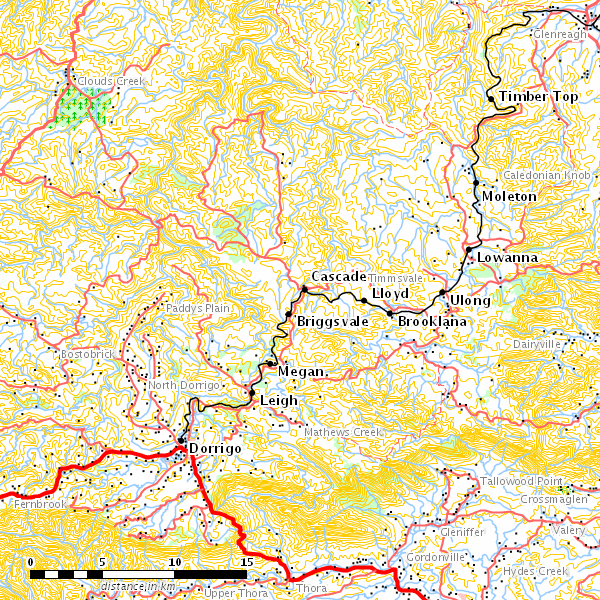 Glenreagh
Clouds Creek
Timber Top
Caledonian Knob
Moleton
Lowanna
Cascade
Timmsvale
Lloyd
Ulong
Paddys Plain
Briggsvale
Brooklana
Dairyville
Bostobrick
Megan
North Dorrigo
Leigh
Mathews Creek
Dorrigo
Tallowood Point
Crossmaglen
Fernbrook
Gleniffer
Valery
Gordonville
0 5 10 15
Hydes Creek
distance in km
Upper Thora
Thora